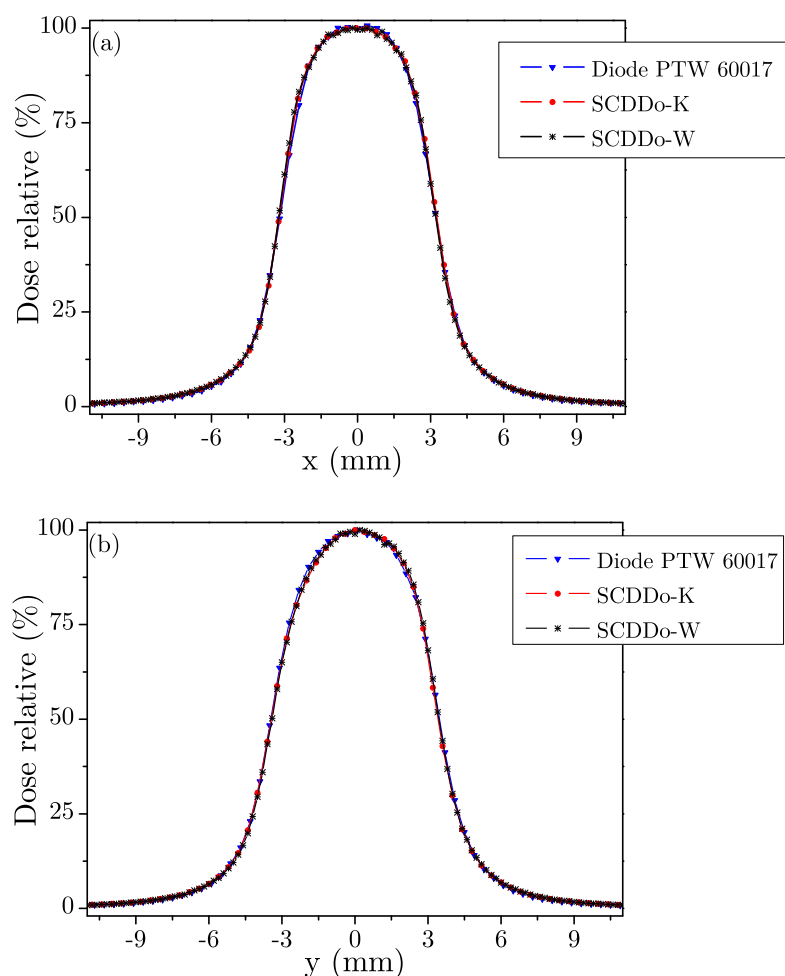 (a)
100
75
50
25
0
Dose relative (%)
Diode PTW 60017
SCDDo-K
SCDDo-W
-9 -6 -3 0 3 6 9
x (mm)
(b)
100
75
50
25
0
Dose relative (%)
Diode PTW 60017
SCDDo-K
SCDDo-W
-9 -6 -3 0 3 6 9
y (mm)